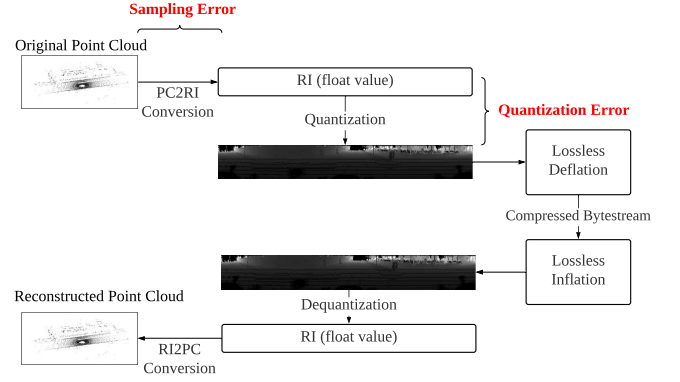 Sampling Error
Original Point Cloud
RI (float value)
PC2RI
Conversion
Quantization
Quantization Error
Lossless
Deflation
Compressed Bytestream
Lossless
Inflation
Dequantization
Reconstructed Point Cloud
RI (float value)
RI2PC
Conversion